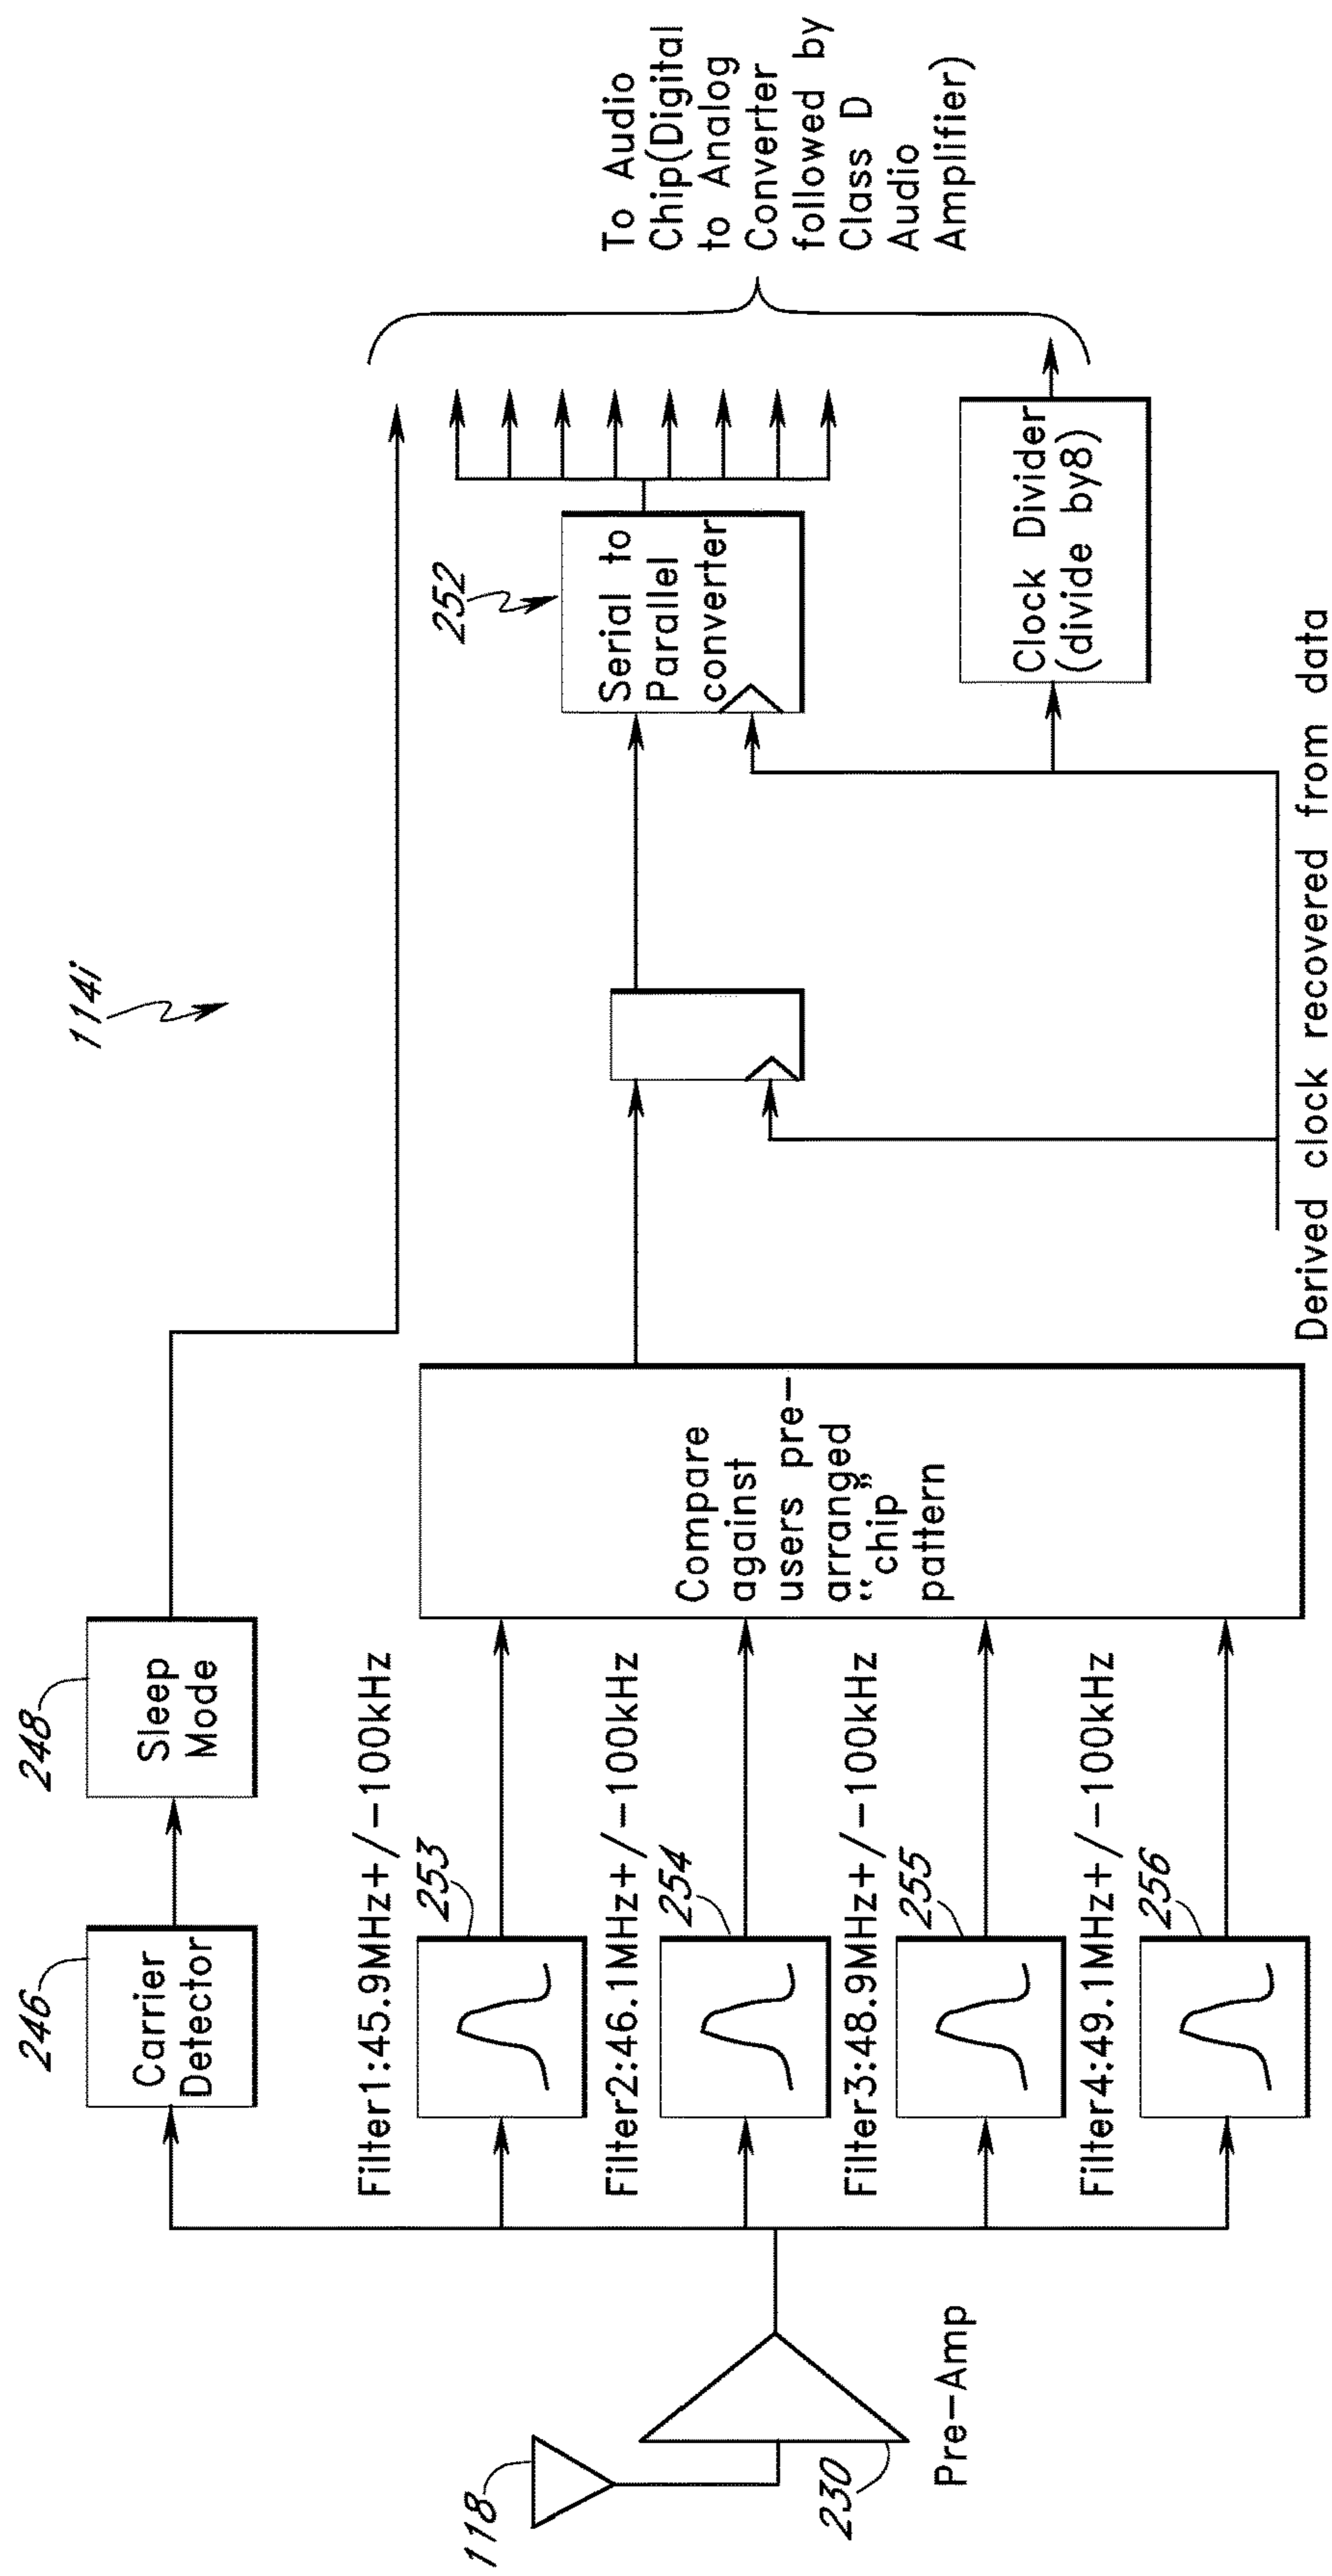 114i
118
230
Pre-Amp
246
Carrier
Detector
248
Sleep
Mode
Filter1:45.9MHz+/-100kHz
253
Filter2:46.1MHz+/-100kHz
254
Filter3:48.9MHz+/-100kHz
255
Filter4:49.1MHz+/-100kHz
256
Compare
against
users pre-
arranged
“chip”
pattern
252
Serial to
Parallel
converter
Clock Divider
(divide by8)
Derived clock recovered from data
To Audio
Chip(Digital
to Analog
Converter
followed by
Class D
Audio
Amplifier)